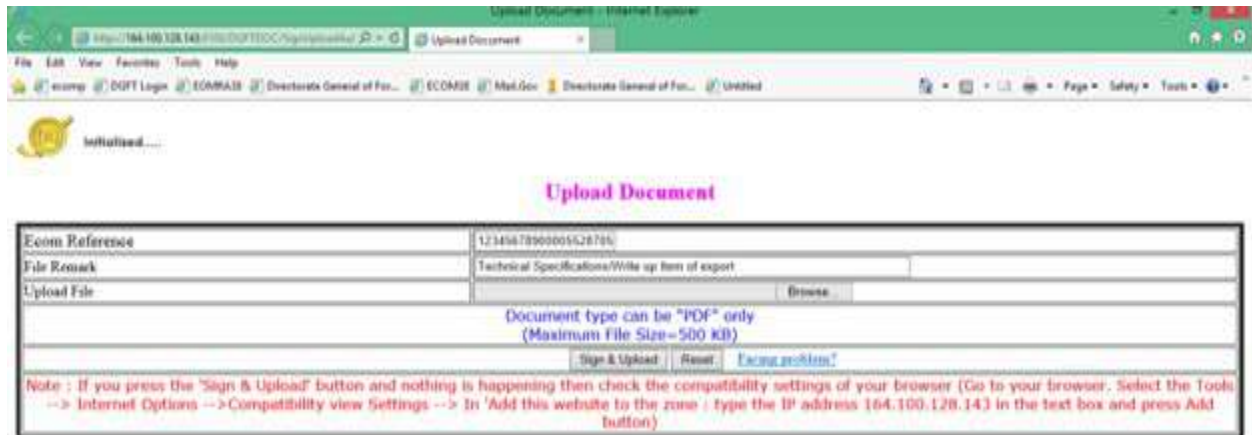 Upload Document - Internet Explorer
Upload Document
File Edit View Favorites Tools Help
ecomp DGFT Login Directorate General of For... Mail.Gov Directorate General of For... Untitled
Page Safety Tools
Initialised....
Upload Document
Ecom Reference
File Remark Technical Specifications/Write up item of export
Upload File Browse...
Document type can be "PDF" only
(Maximum File Size=500 KB)
Sign & Upload Reset Facing problem?
Note : If you press the 'Sign & Upload' button and nothing is happening then check the compatibility settings of your browser (Go to your browser. Select the Tools
--> Internet Options -->Compatibility view Settings --> In 'Add this website to the zone : type the IP address 164.100.128.143 in the text box and press Add
button)